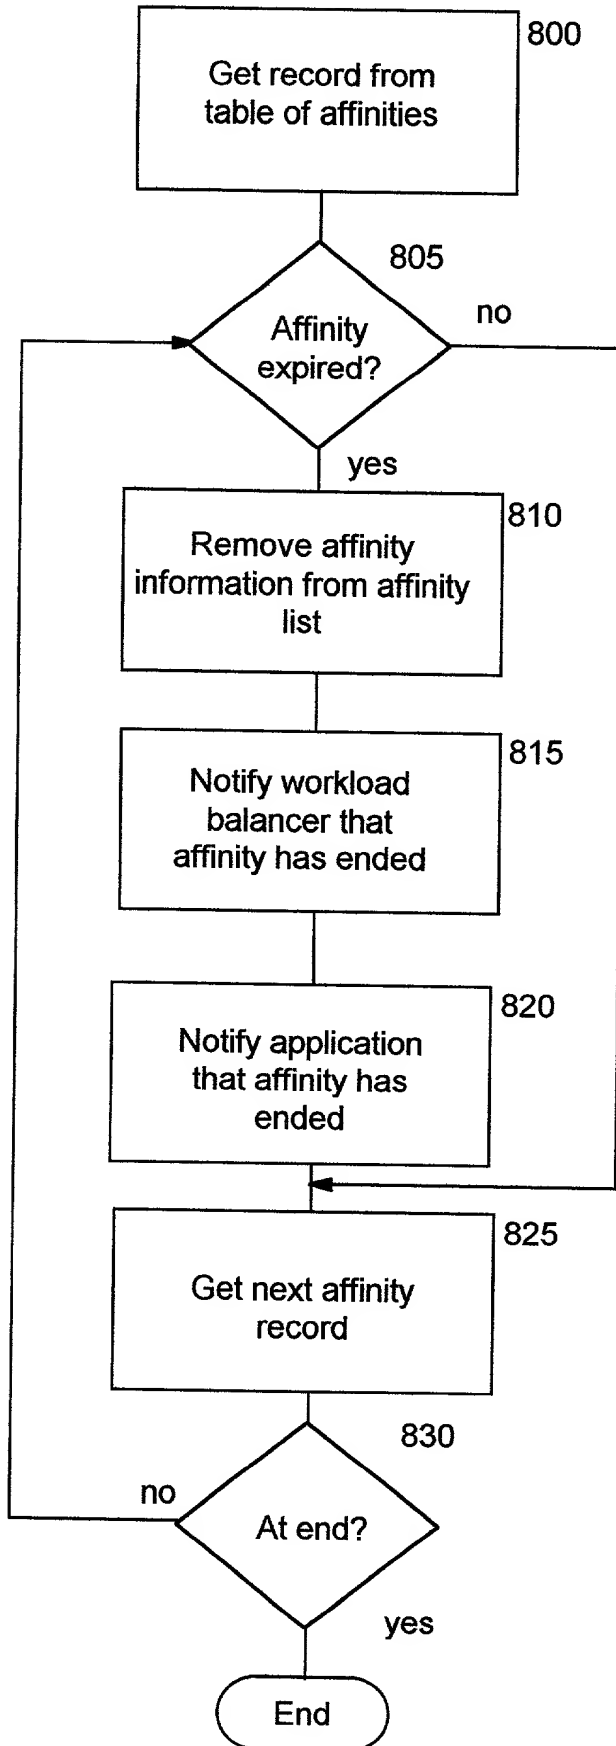 800
Get record from
table of affinities
805
Affinity
expired?
no
yes
810
Remove affinity
information from affinity
list
815
Notify workload
balancer that
affinity has ended
820
Notify application
that affinity has
ended
825
Get next affinity
record
830
no
At end?
yes
End